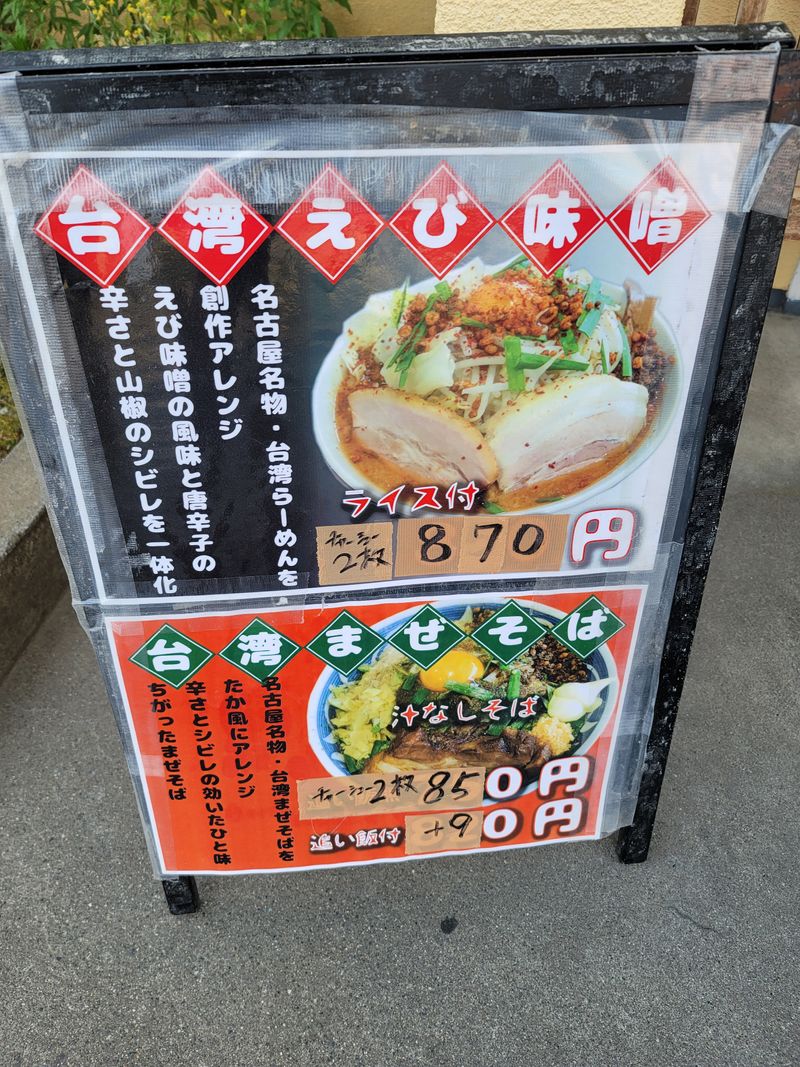 台湾えび味噌
名古屋名物・台湾らーめんを
創作アレンジ
えび味噌の風味と唐辛子の
辛さと山椒のシビレを一体化
ライス付
チャーシュー
2枚
870円
台湾まぜそば
名古屋名物・台湾まぜそばを
たか風にアレンジ
辛さとシビレの効いたひと味
ちがったまぜそば
汁なしそば
チャーシュー2枚 850円
追い飯付 +90円